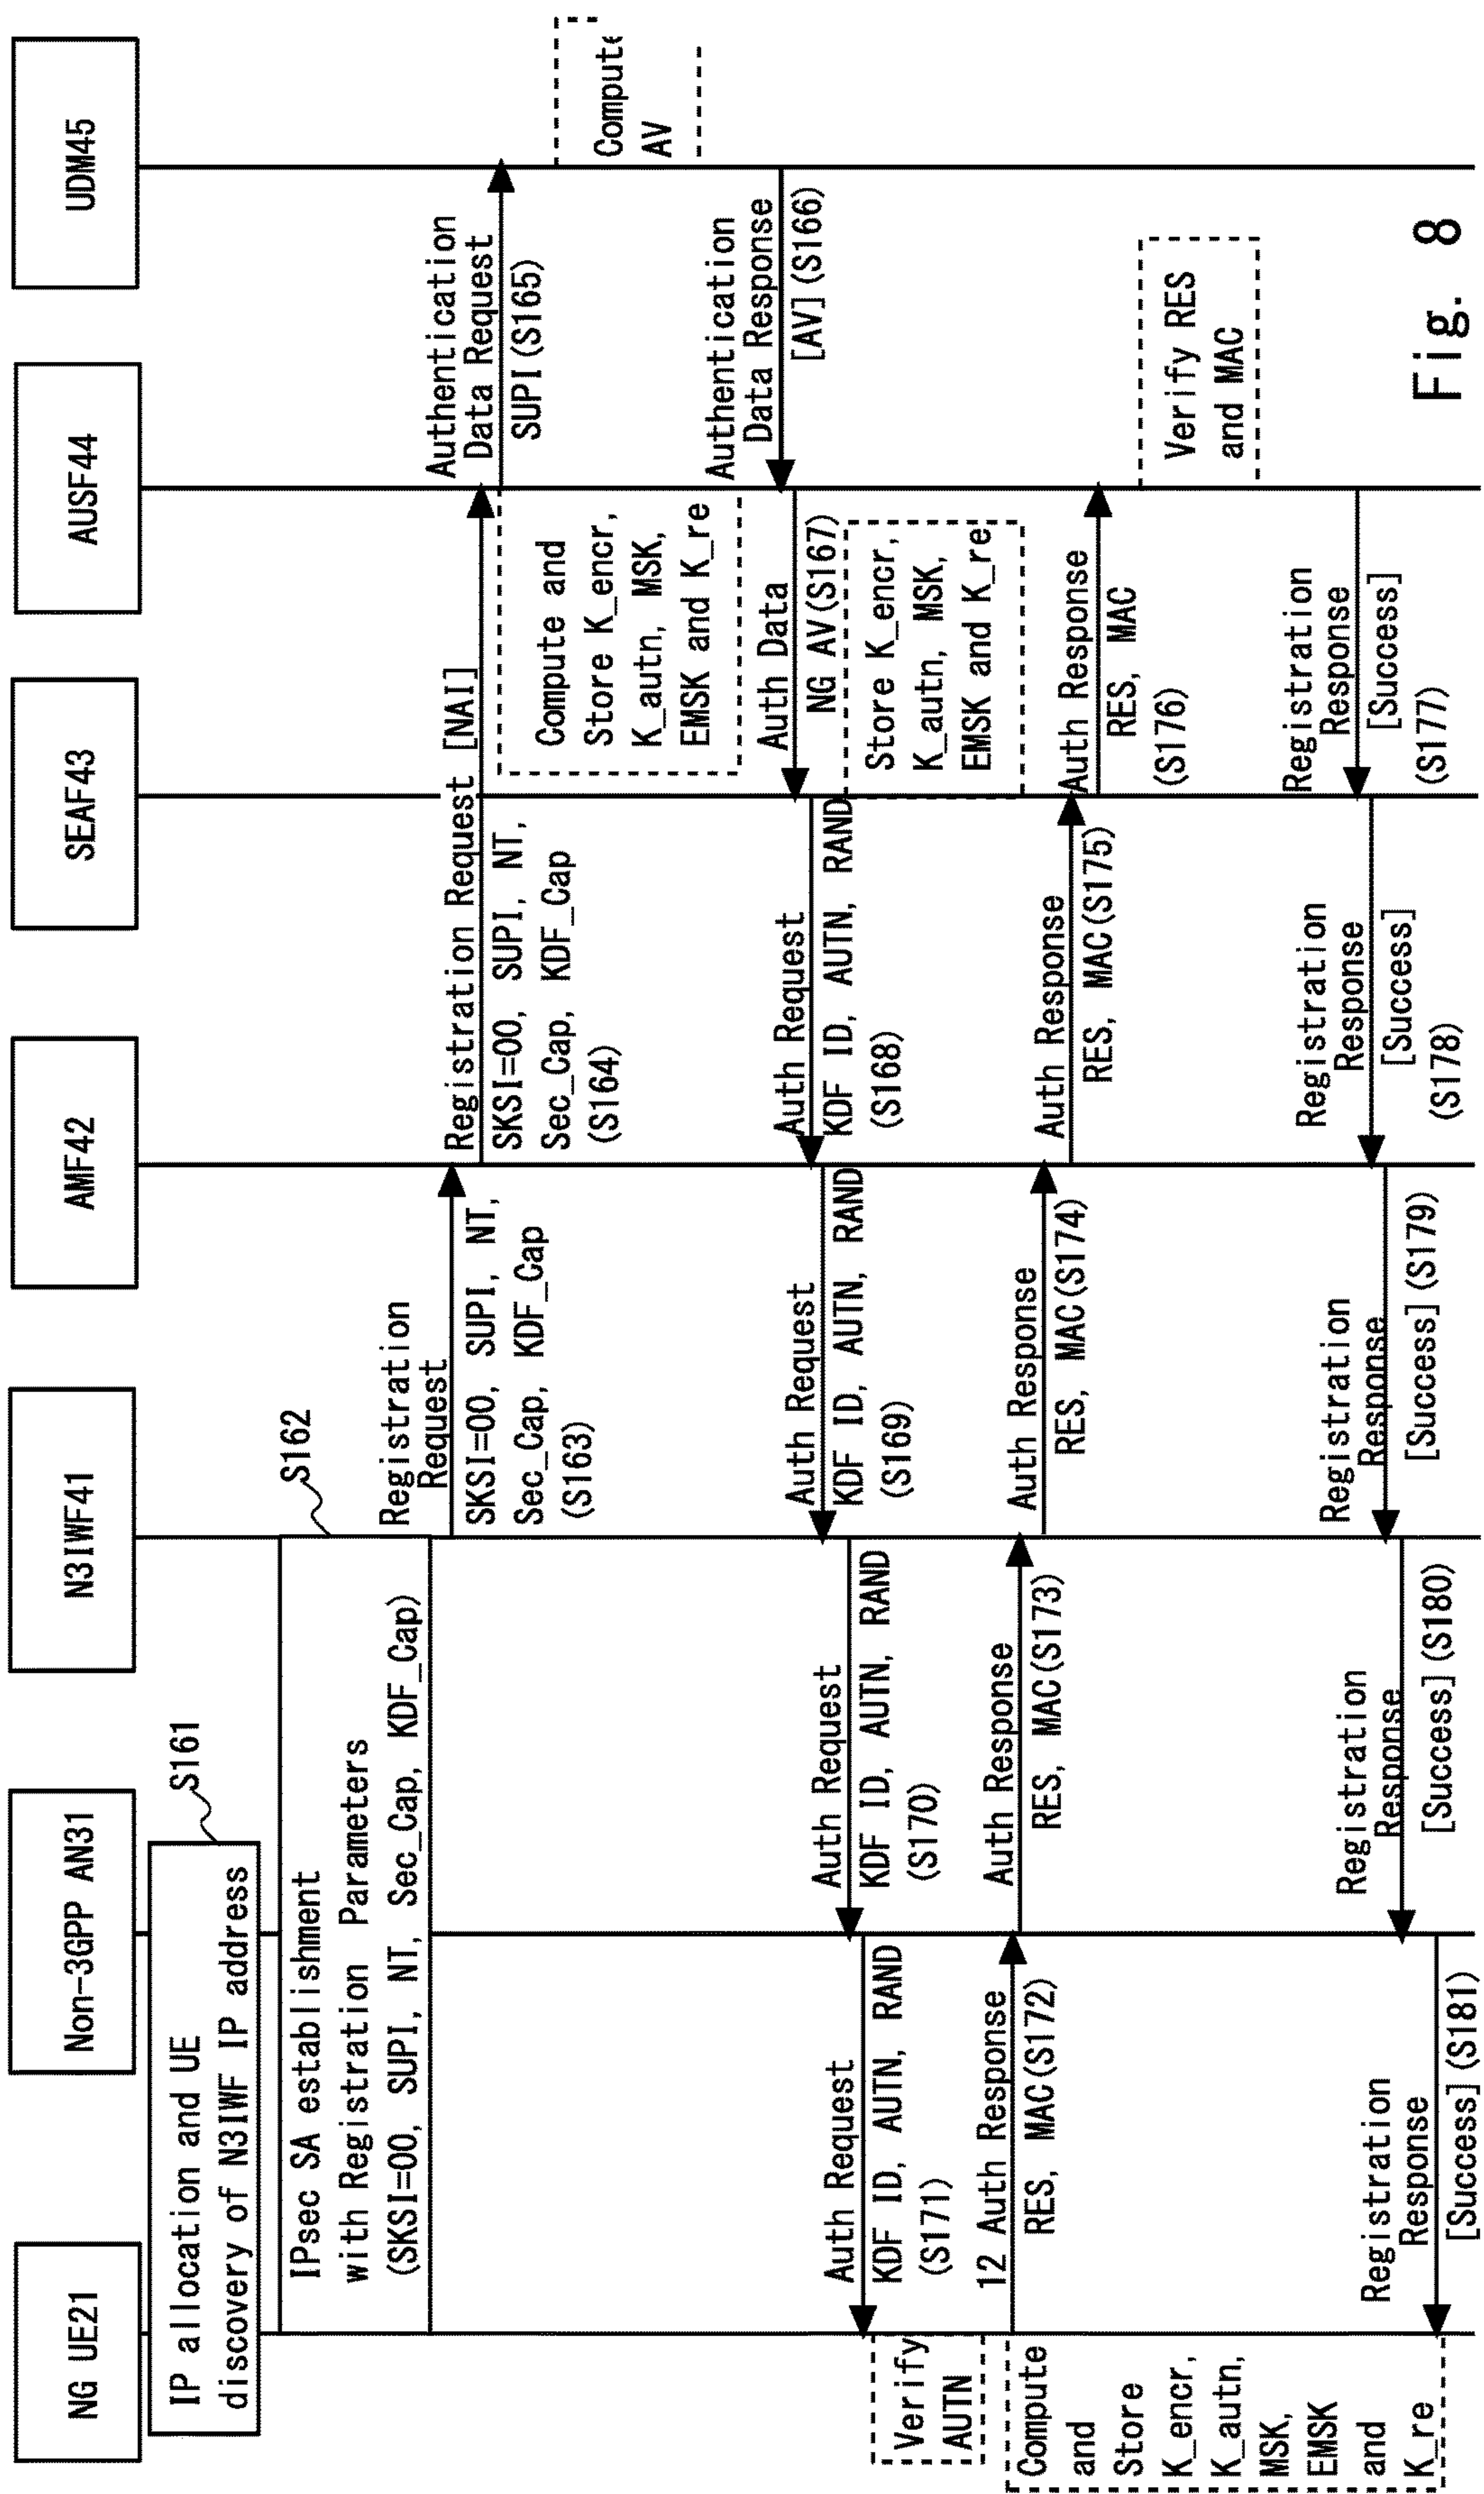 NG UE21
Non-3GPP AN31
N3IWF41
AMF42
SEAF43
AUSF44
UDM45
IP allocation and UE
discovery of N3IWF IP address
S161
IPsec SA establishment
with Registration Parameters
(SKSI=00, SUPI, NT, Sec_Cap, KDF_Cap)
S162
Registration
Request
SKSI=00, SUPI, NT,
Sec_Cap, KDF_Cap
(S163)
Registration Request [NAI]
SKSI=00, SUPI, NT,
Sec_Cap, KDF_Cap
(S164)
Authentication
Data Request
SUPI(S165)
Compute
AV
Compute and
Store K_encr,
K_autn, MSK,
EMSK and K_re
Authentication
Data Response
[AV](S166)
Auth Data
NG AV(S167)
Store K_encr,
K_autn, MSK,
EMSK and K_re
Auth Request
KDF ID, AUTN, RAND
(S168)
Auth Request
KDF ID, AUTN, RAND
(S169)
Auth Request
KDF ID, AUTN, RAND
(S170)
Auth Request
KDF ID, AUTN, RAND
(S171)
Verify
AUTN
12 Auth Response
RES, MAC(S172)
Compute
and
Store
K_encr,
K_autn,
MSK,
EMSK
and
K_re
Auth Response
RES, MAC(S173)
Auth Response
RES, MAC(S174)
Auth Response
RES, MAC(S175)
Auth Response
RES, MAC
(S176)
Verify RES
and MAC
Registration
Response
[Success]
(S177)
Registration
Response
[Success]
(S178)
Registration
Response
[Success](S179)
Registration
Response
[Success](S180)
Registration
Response
[Success](S181)
Fig. 8